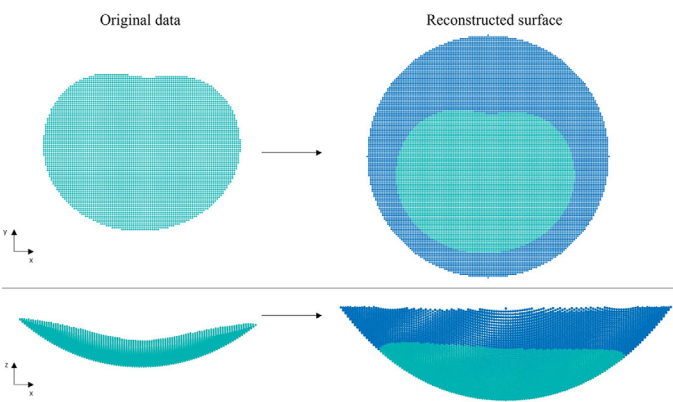 Original data
Reconstructed surface
y
x
z
x